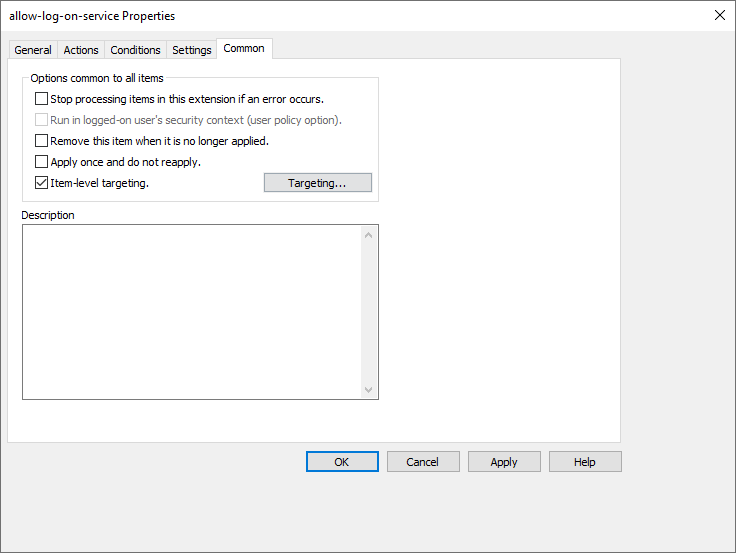 allow-log-on-service Properties
General Actions Conditions Settings Common
Options common to all items
Stop processing items in this extension if an error occurs.
Run in logged-on user's security context (user policy option).
Remove this item when it is no longer applied.
Apply once and do not reapply.
Item-level targeting. Targeting...
Description
OK Cancel Apply Help